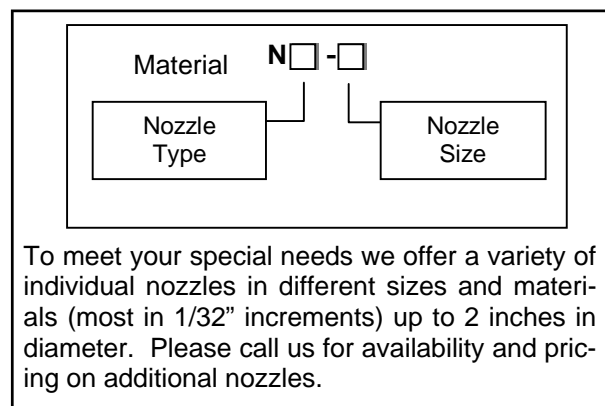 Material N□ -□
Nozzle Type
Nozzle Size
To meet your special needs we offer a variety of
individual nozzles in different sizes and materi-
als (most in 1/32” increments) up to 2 inches in
diameter. Please call us for availability and pric-
ing on additional nozzles.